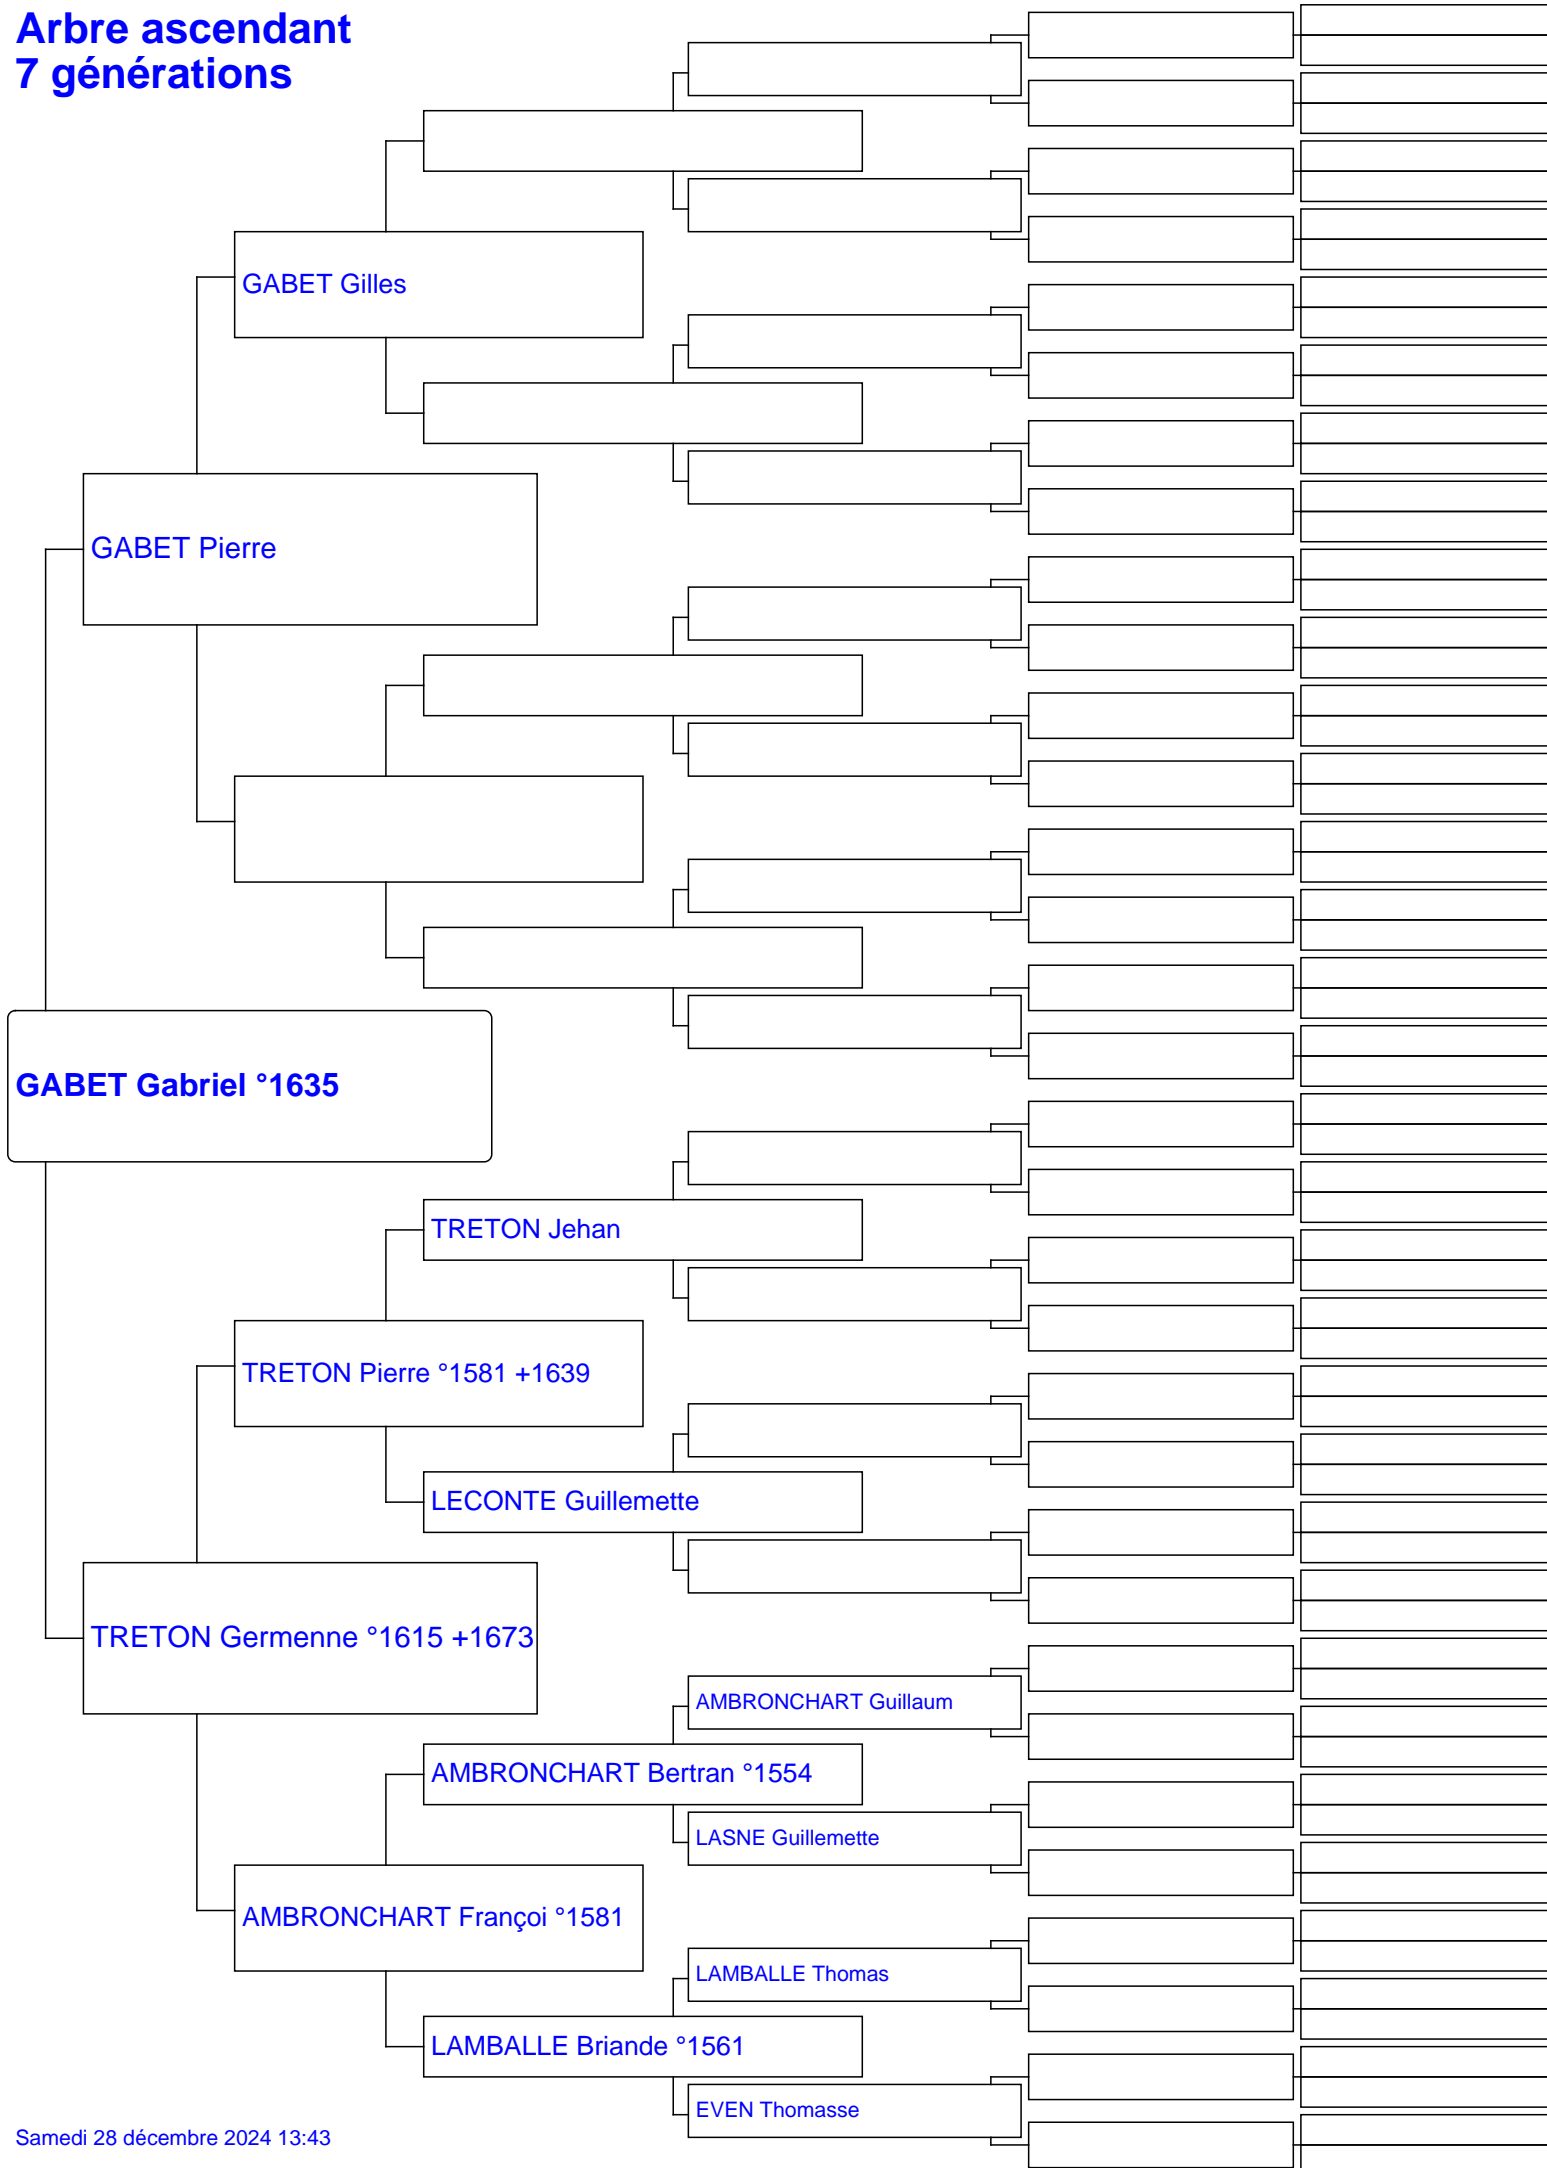 Arbre ascendant
7 générations
GABET Gilles
GABET Pierre
GABET Gabriel °1635
TRETON Jehan
TRETON Pierre °1581 +1639
LECONTE Guillemette
TRETON Germenne °1615 +1673
AMBRONCHART Guillaum
AMBRONCHART Bertran °1554
LASNE Guillemette
AMBRONCHART Françoi °1581
LAMBALLE Thomas
LAMBALLE Briande °1561
EVEN Thomasse
Samedi 28 décembre 2024 13:43